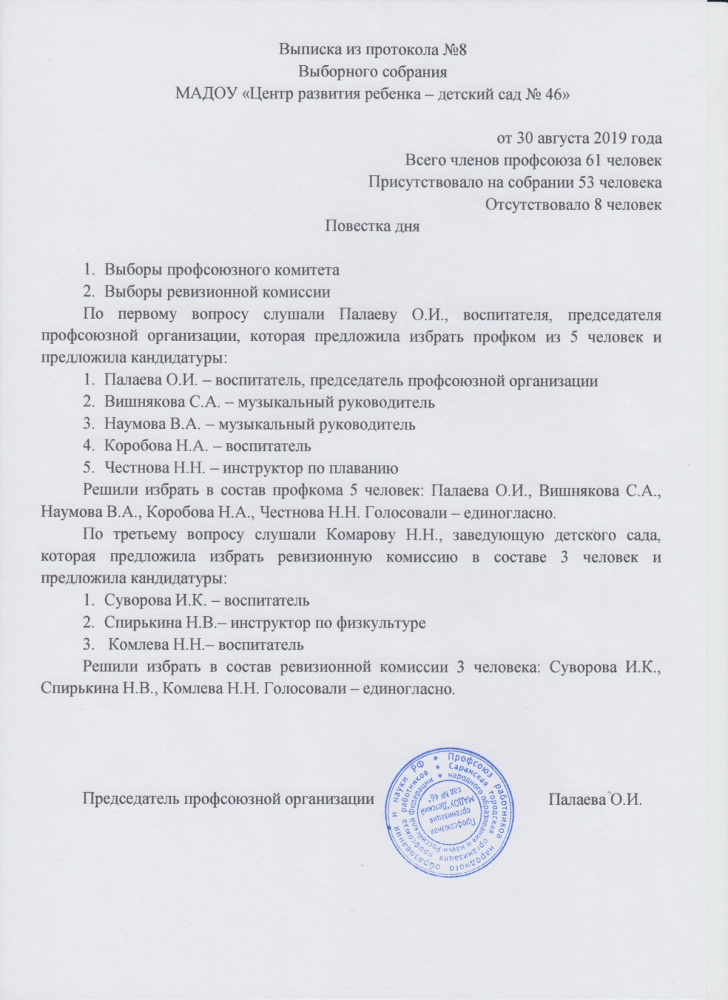 Выписка из протокола №8
Выборного собрания
МАДОУ «Центр развития ребенка – детский сад № 46»
от 30 августа 2019 года
Всего членов профсоюза 61 человек
Присутствовало на собрании 53 человека
Отсутствовало 8 человек
Повестка дня
1. Выборы профсоюзного комитета
2. Выборы ревизионной комиссии
По первому вопросу слушали Палаеву О.И., воспитателя, председателя
профсоюзной организации, которая предложила избрать профком из 5 человек и
предложила кандидатуры:
1. Палаева О.И. – воспитатель, председатель профсоюзной организации
2. Вишнякова С.А. – музыкальный руководитель
3. Наумова В.А. – музыкальный руководитель
4. Коробова Н.А. – воспитатель
5. Честнова Н.Н. – инструктор по плаванию
Решили избрать в состав профкома 5 человек: Палаева О.И., Вишнякова С.А.,
Наумова В.А., Коробова Н.А., Честнова Н.Н. Голосовали – единогласно.
По третьему вопросу слушали Комарову Н.Н., заведующую детского сада,
которая предложила избрать ревизионную комиссию в составе 3 человек и
предложила кандидатуры:
1. Суворова И.К. – воспитатель
2. Спирькина Н.В.– инструктор по физкультуре
3. Комлева Н.Н.– воспитатель
Решили избрать в состав ревизионной комиссии 3 человека: Суворова И.К.,
Спирькина Н.В., Комлева Н.Н. Голосовали – единогласно.
Председатель профсоюзной организации Палаева О.И.
Профсоюз работников народного образования и науки РФ *
Саранская городская организация профсоюза работников *
народного образования и науки Российской Федерации *
Профсоюзная
организация
МАДОУ "Детский
сад № 46"